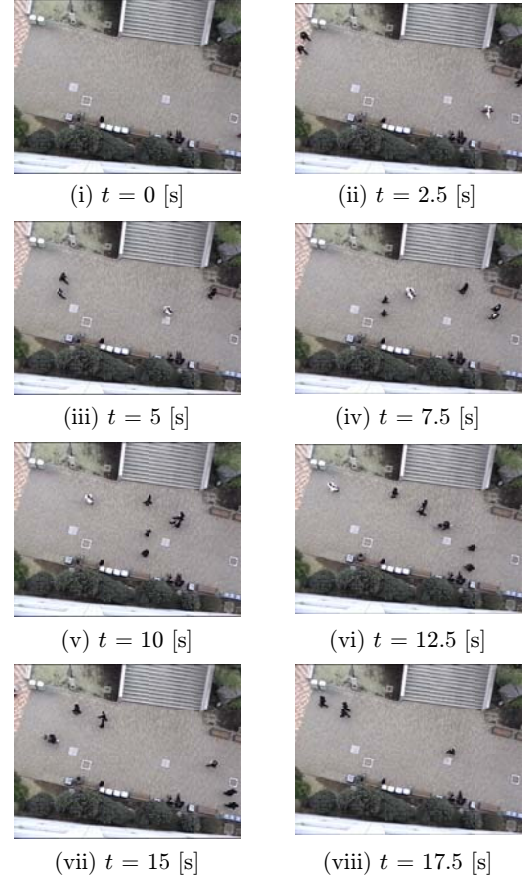 (i) t = 0 [s]
(ii) t = 2.5 [s]
(iii) t = 5 [s]
(iv) t = 7.5 [s]
(v) t = 10 [s]
(vi) t = 12.5 [s]
(vii) t = 15 [s]
(viii) t = 17.5 [s]